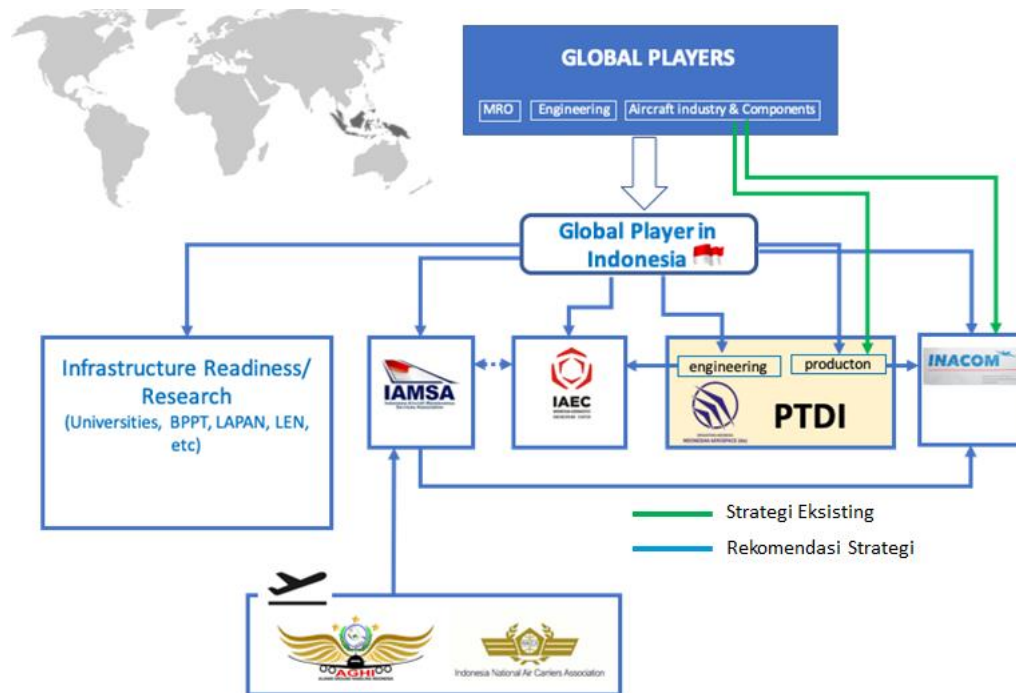 GLOBAL PLAYERS
MRO
Engineering
Aircraft industry & Components
Global Player in
Indonesia
Infrastructure Readiness/
Research
(Universities, BPPT, LAPAN, LEN,
etc)
IAMSA
IAEC
engineering
producton
PTDI
INACOM
Strategi Eksisting
Rekomendasi Strategi
AGHI
Indonesia National Air Carriers Association